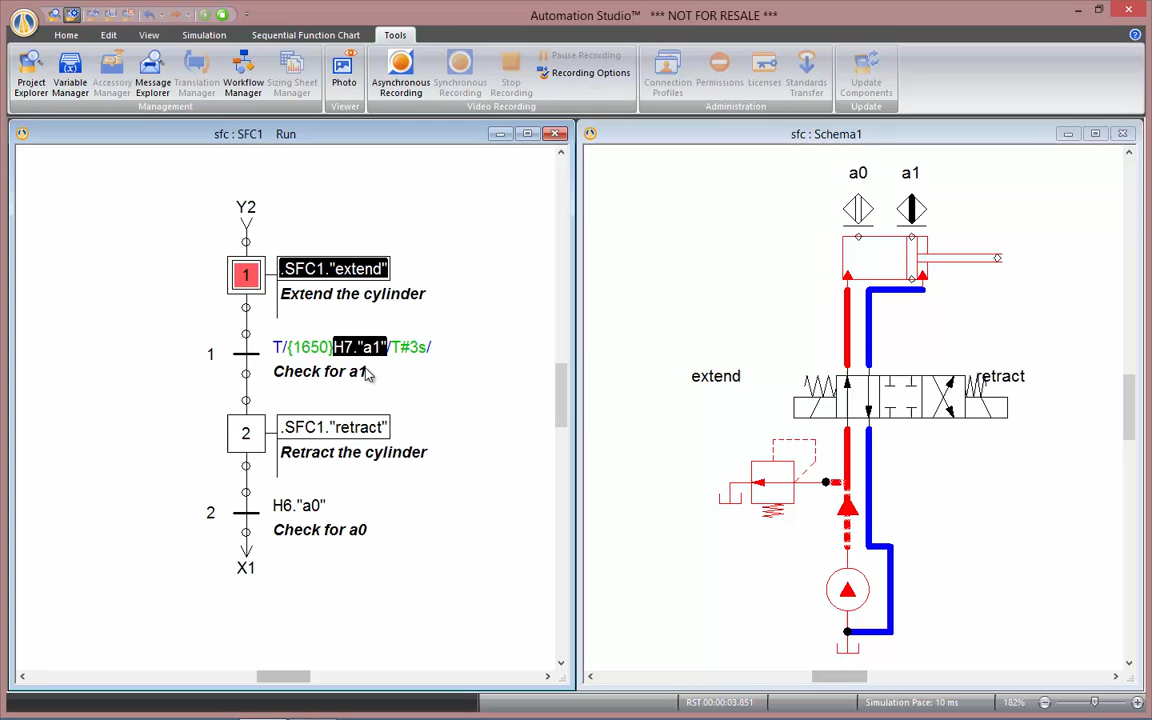 Automation Studio™ *** NOT FOR RESALE ***
Home Edit View Simulation Sequential Function Chart Tools
Project Explorer
Variable Manager
Accessory Manager
Message Explorer
Translation Manager
Workflow Manager
Sizing Sheet Manager
Management
Photo
Viewer
Asynchronous Recording
Synchronous Recording
Stop Recording
Pause Recording
Recording Options
Video Recording
Connection Profiles
Permissions
Licenses
Standards Transfer
Administration
Update Components
Update
sfc : SFC1 Run
Y2
1
.SFC1."extend"
Extend the cylinder
1
T/{1650}H7."a1"/T#3s/
Check for a1
2
.SFC1."retract"
Retract the cylinder
2
H6."a0"
Check for a0
X1
sfc : Schema1
a0 a1
extend retract
RST 00:00:03.851
Simulation Pace: 10 ms
182%